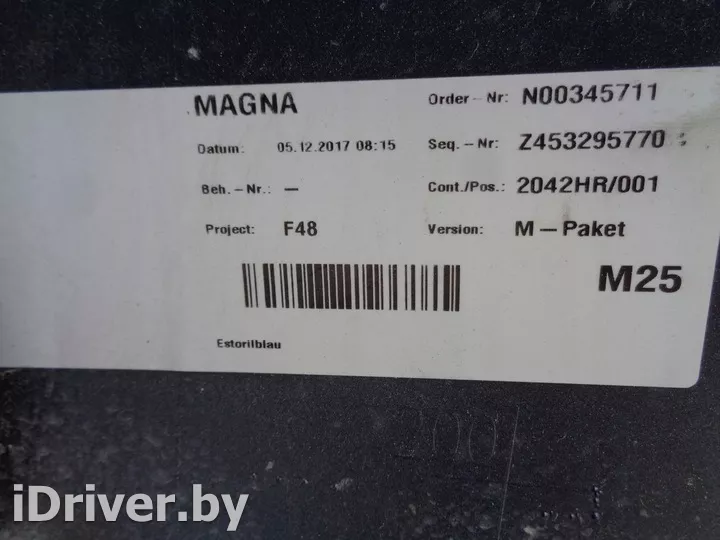 MAGNA
Order-Nr: N00345711
Datum: 05.12.2017 08:15
Seq.-Nr: Z453295770
Beh.-Nr.: —
Cont./Pos.: 2042HR/001
Project: F48
Version: M-Paket
M25
Estorilblau
iDriver.by